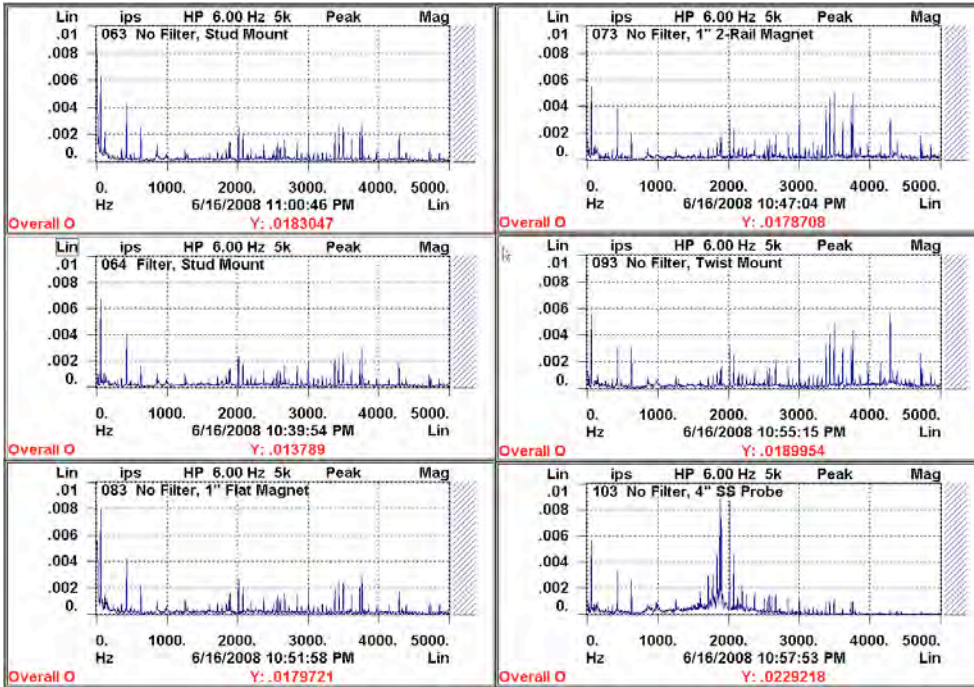 Lin ips HP 6.00 Hz 5k Peak Mag
.01 063 No Filter, Stud Mount
.008
.006
.004
.002
0.
0. 1000. 2000. 3000. 4000. 5000.
Hz 6/16/2008 11:00:46 PM Lin
Overall O Y: .0183047
Lin ips HP 6.00 Hz 5k Peak Mag
.01 073 No Filter, 1" 2-Rail Magnet
.008
.006
.004
.002
0.
0. 1000. 2000. 3000. 4000. 5000.
Hz 6/16/2008 10:47:04 PM Lin
Overall O Y: .0178708
Lin ips HP 6.00 Hz 5k Peak Mag
.01 064 Filter, Stud Mount
.008
.006
.004
.002
0.
0. 1000. 2000. 3000. 4000. 5000.
Hz 6/16/2008 10:39:54 PM Lin
Overall O Y: .013789
Lin ips HP 6.00 Hz 5k Peak Mag
.01 093 No Filter, Twist Mount
.008
.006
.004
.002
0.
0. 1000. 2000. 3000. 4000. 5000.
Hz 6/16/2008 10:55:15 PM Lin
Overall O Y: .0189954
Lin ips HP 6.00 Hz 5k Peak Mag
.01 083 No Filter, 1" Flat Magnet
.008
.006
.004
.002
0.
0. 1000. 2000. 3000. 4000. 5000.
Hz 6/16/2008 10:51:58 PM Lin
Overall O Y: .0179721
Lin ips HP 6.00 Hz 5k Peak Mag
.01 103 No Filter, 4" SS Probe
.008
.006
.004
.002
0.
0. 1000. 2000. 3000. 4000. 5000.
Hz 6/16/2008 10:57:53 PM Lin
Overall O Y: .0229218